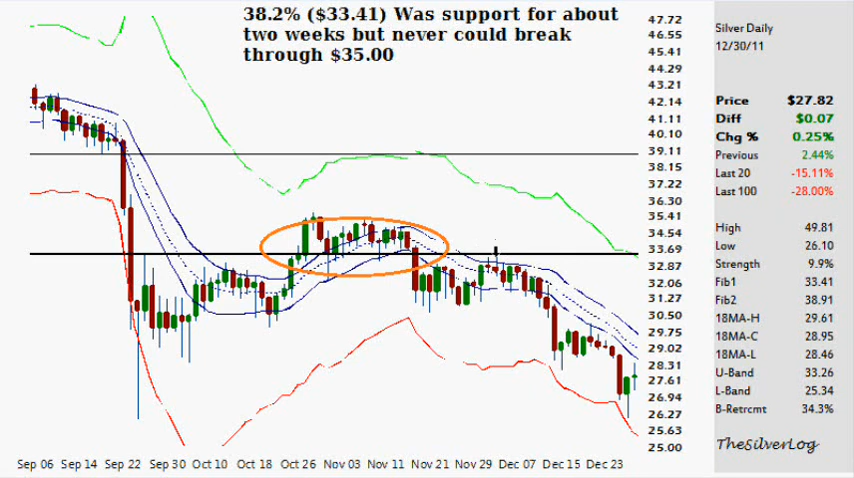 38.2% ($33.41) Was support for about
two weeks but never could break
through $35.00
47.72
46.55
45.41
44.29
43.21
42.14
41.11
40.10
39.11
38.15
37.22
36.30
35.41
34.54
33.69
32.87
32.06
31.27
30.50
29.75
29.02
28.31
27.61
26.94
26.27
25.63
25.00
Sep 06 Sep 14 Sep 22 Sep 30 Oct 10 Oct 18 Oct 26 Nov 03 Nov 11 Nov 21 Nov 29 Dec 07 Dec 15 Dec 23
Silver Daily
12/30/11
Price $27.82
Diff $0.07
Chg % 0.25%
Previous 2.44%
Last 20 -15.11%
Last 100 -28.00%
High 49.81
Low 26.10
Strength 9.9%
Fib1 33.41
Fib2 38.91
18MA-H 29.61
18MA-C 28.95
18MA-L 28.46
U-Band 33.26
L-Band 25.34
B-Retrcmt 34.3%
TheSilverLog